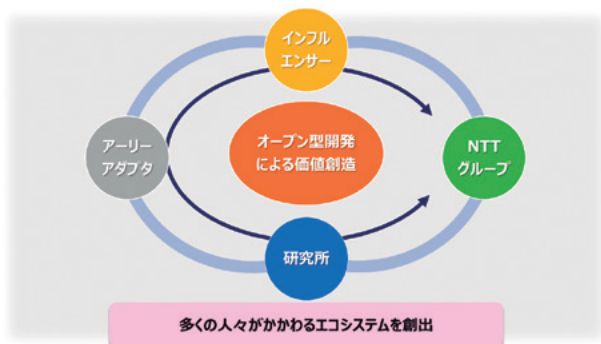 インフル
エンサー
アーリー
アダプタ
オープン型開発
による価値創造
NTT
グループ
研究所
多くの人々がかかわるエコシステムを創出